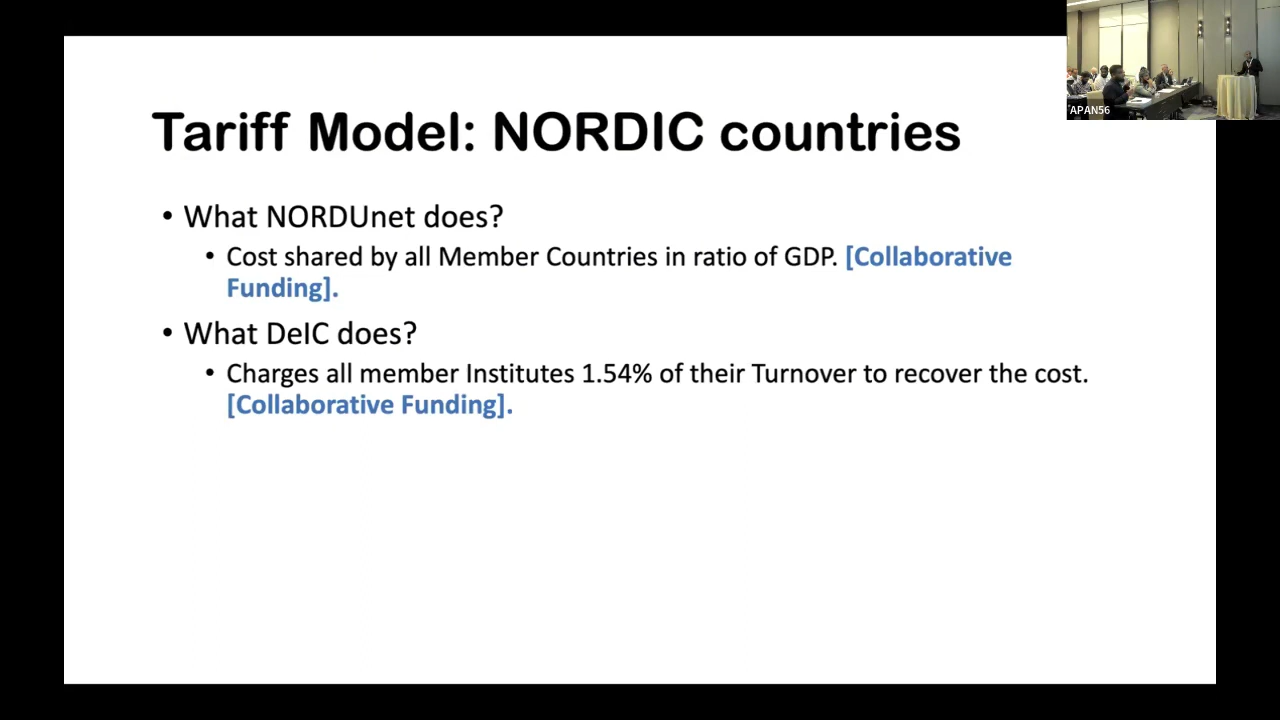 APAN56
Tariff Model: NORDIC countries
• What NORDUnet does?
• Cost shared by all Member Countries in ratio of GDP. [Collaborative
Funding].
• What DeIC does?
• Charges all member Institutes 1.54% of their Turnover to recover the cost.
[Collaborative Funding].